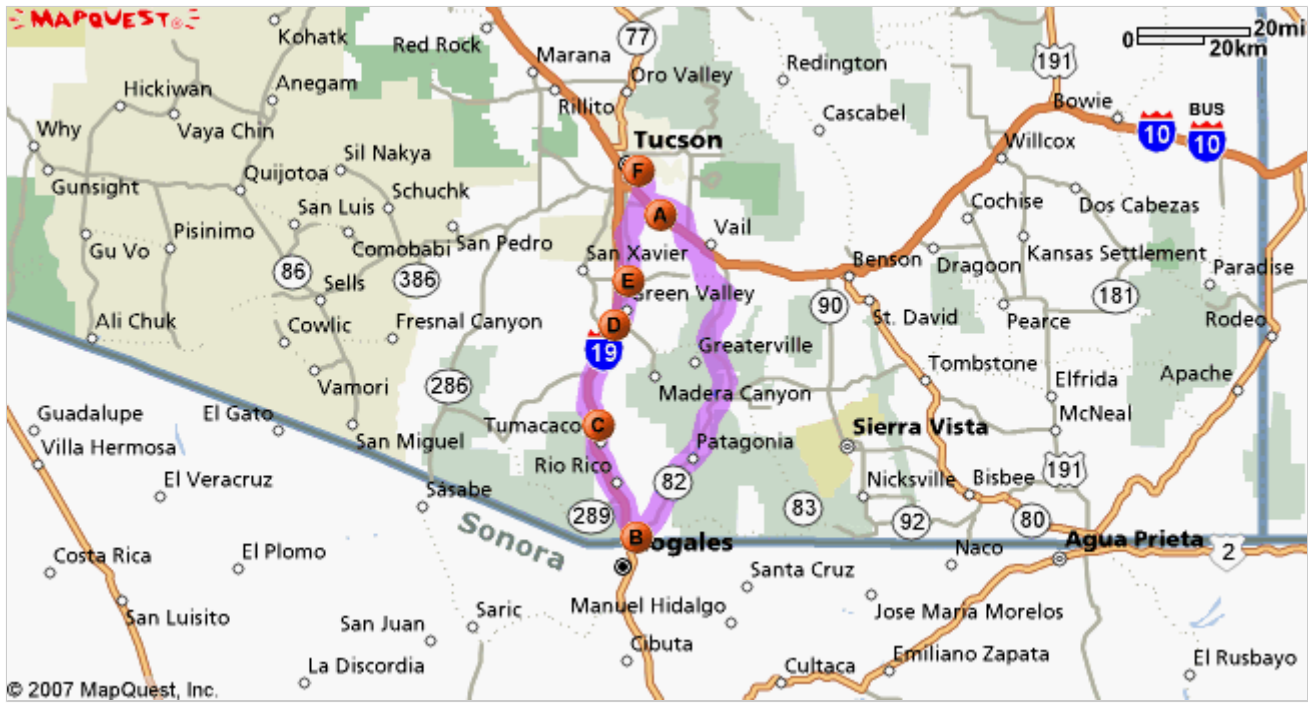 MAPQUEST
Kohatk
Red Rock
77
Marana
Oro Valley
Redington
191
0
20mi
20km
Hickiwan
Anegam
Rillito
Bowie
BUS
10
10
Why
Vaya Chin
Cascabel
Tucson
Willcox
Sil Nakya
F
Gunsight
Quijotoa
Schuchk
San Luis
A
Cochise
Dos Cabezas
Pisinimo
Gu Vo
Comobabi
San Pedro
Vail
San Xavier
Kansas Settlement
86
386
Benson
Dragoon
Paradise
Sells
E
Green Valley
90
181
Ali Chuk
Cowlic
Fresnal Canyon
D
St. David
Pearce
Rodeo
19
Greaterville
Tombstone
Vamori
286
Madera Canyon
Elfrida
Apache
Guadalupe
El Gato
Tumacaco
C
McNeal
Villa Hermosa
San Miguel
Patagonia
Sierra Vista
Rio Rico
191
El Veracruz
82
Nicksville
Bisbee
Sasabe
289
83
92
80
Sonora
B
ogales
Agua Prieta
Costa Rica
El Plomo
Naco
2
Santa Cruz
San Luisito
Saric
Manuel Hidalgo
Jose Maria Morelos
San Juan
Cibuta
La Discordia
Cultaca
Emiliano Zapata
El Rusbayo
© 2007 MapQuest, Inc.